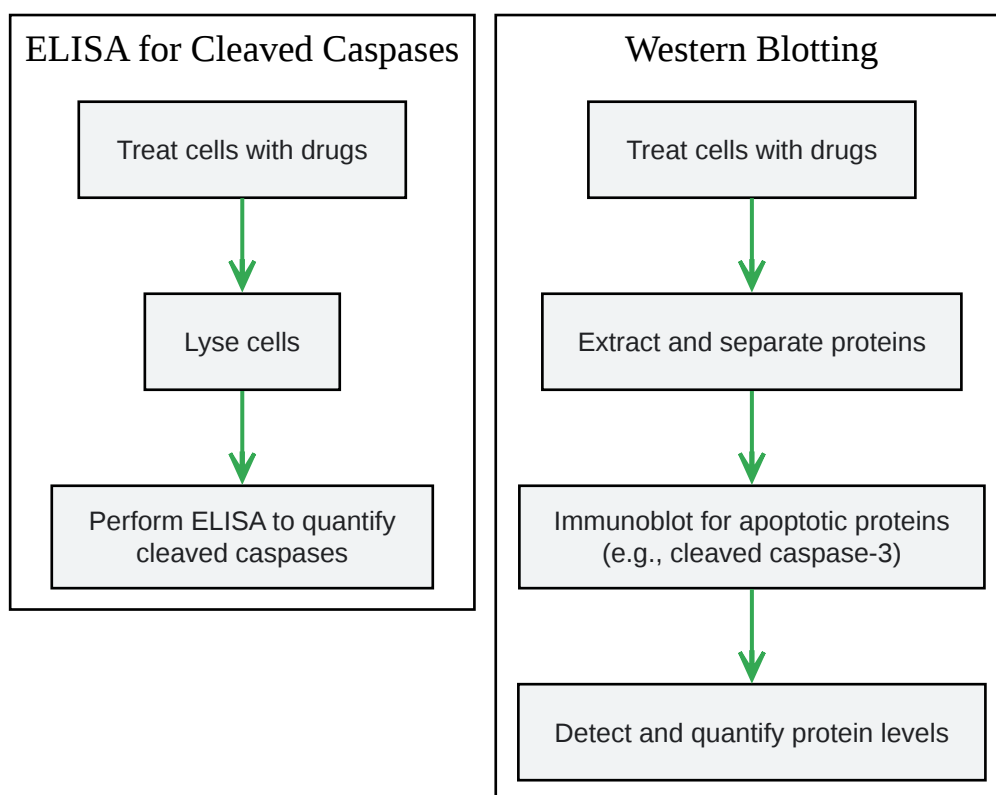 ELISA for Cleaved Caspases
Treat cells with drugs
Lyse cells
Perform ELISA to quantify
cleaved caspases
Western Blotting
Treat cells with drugs
Extract and separate proteins
Immunoblot for apoptotic proteins
(e.g., cleaved caspase-3)
Detect and quantify protein levels